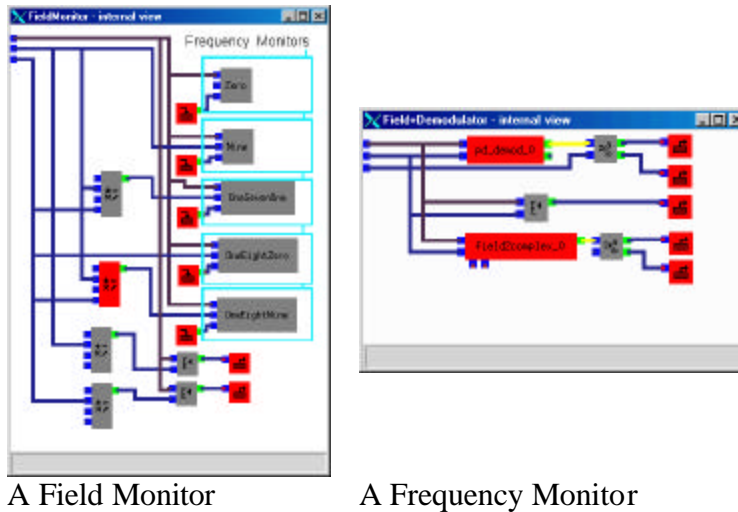 FieldMonitor - internal view
Frequency Monitors
Zero
Nine
OneSevenOne
OneEightZero
OneEightNine
A Field Monitor
Field+Demodulator - internal view
pd_demod_0
field2complex_0
A Frequency Monitor